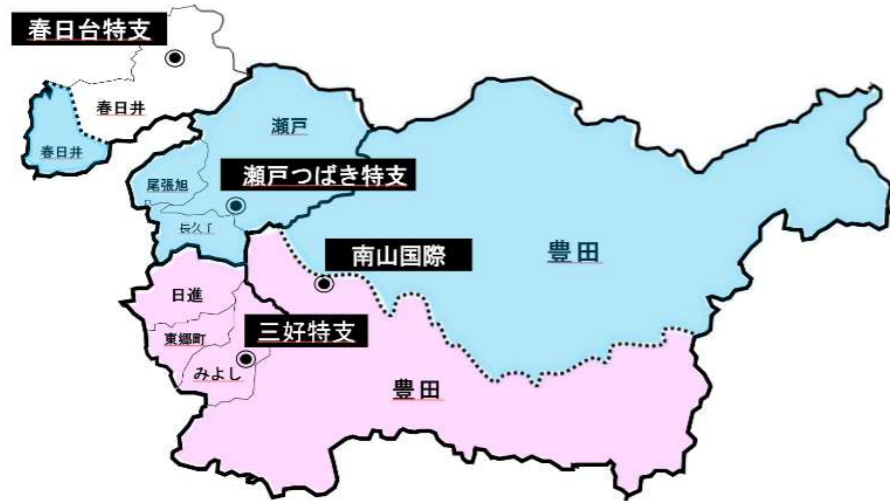 春日台特支
春日井
春日井
瀬戸
尾張旭
瀬戸つばき特支
長久
南山国際
豊田
日進
三好特支
東郷町
みよし
豊田